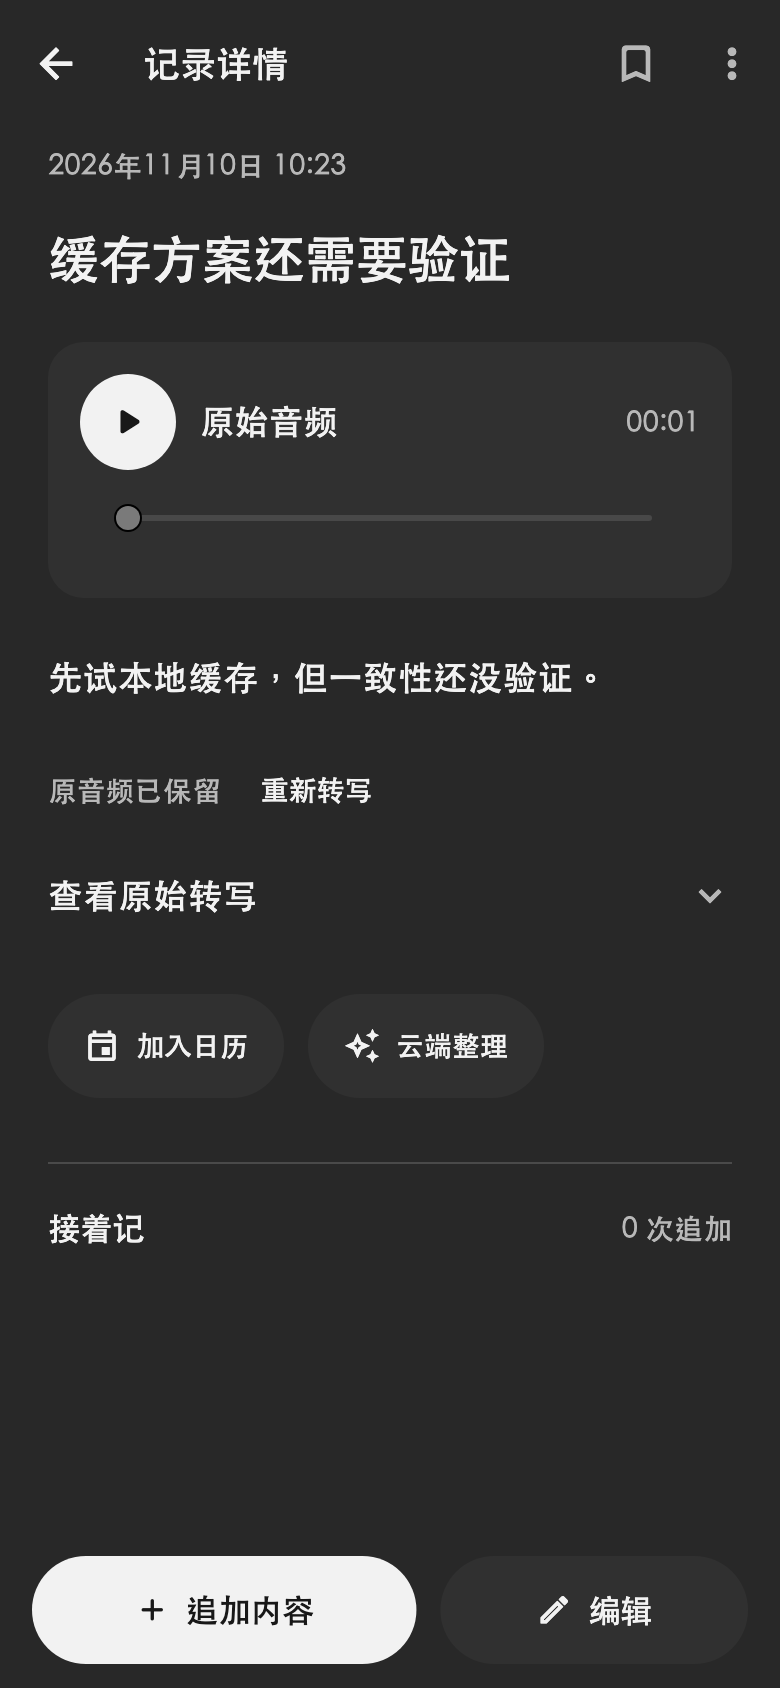 记录详情
2026年11月10日 10:23
缓存方案还需要验证
原始音频 00:01
先试本地缓存，但一致性还没验证。
原音频已保留 重新转写
查看原始转写
加入日历 云端整理
接着记 0 次追加
追加内容 编辑